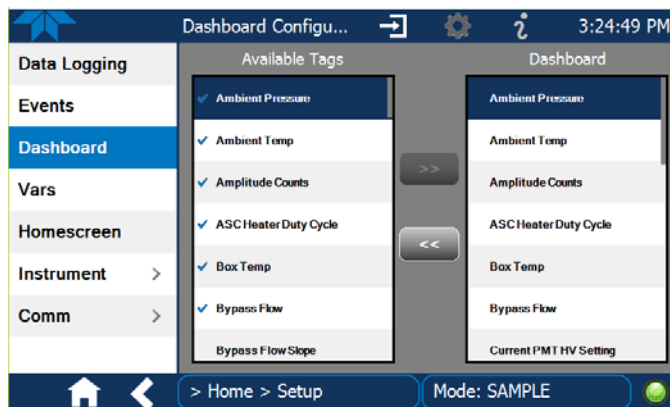 Dashboard Configu...
3:24:49 PM
Data Logging
Events
Dashboard
Vars
Homescreen
Instrument >
Comm >
Available Tags
Ambient Pressure
Ambient Temp
Amplitude Counts
ASC Heater Duty Cycle
Box Temp
Bypass Flow
Bypass Flow Slope
>>
<<
Dashboard
Ambient Pressure
Ambient Temp
Amplitude Counts
ASC Heater Duty Cycle
Box Temp
Bypass Flow
Current PMT HV Setting
> Home > Setup
Mode: SAMPLE